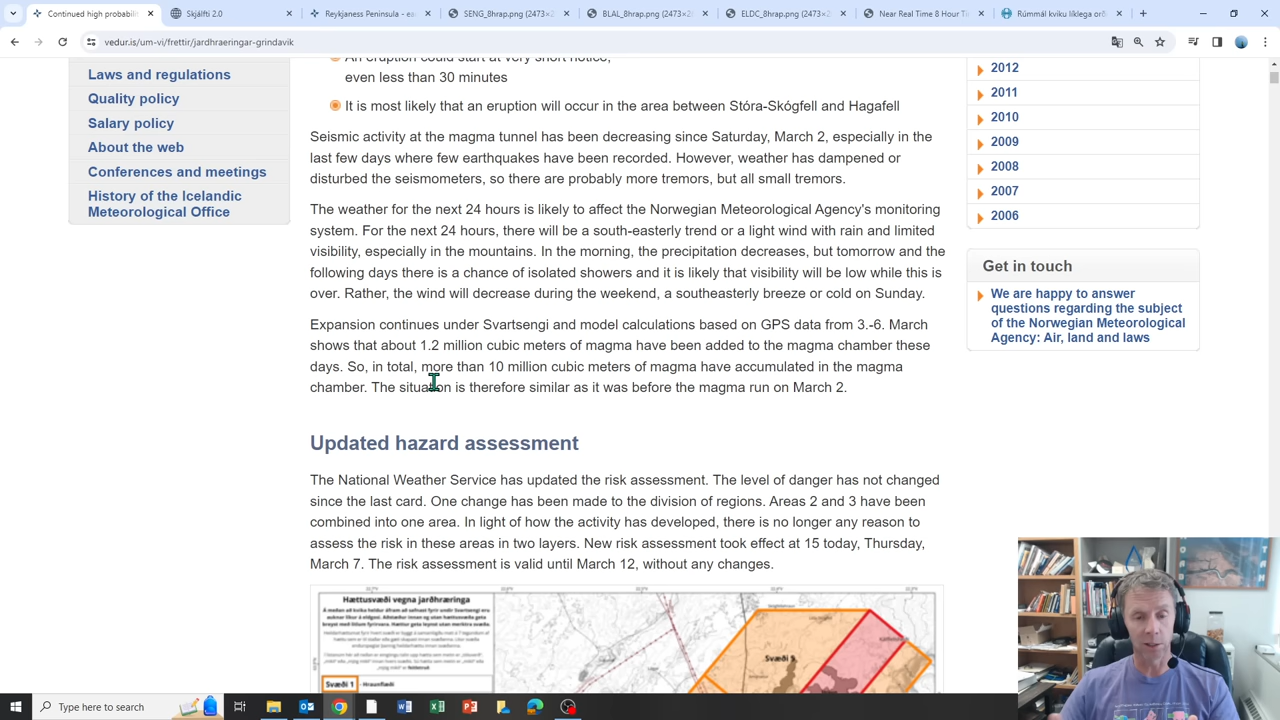 Continued high probabili
Skjálfti 2.0
Reykjaness Peninsula - ea
SENG_8hrap.png (2473×2
BLAL_8hrap.png (2473×2
ELDC_8hrap.png (2473×2
Near Real Time 8 Hour Ti
Rúmmál kviku líklega orð
vedur.is/um-vi/frettir/jardhraeringar-grindavik
Laws and regulations
Quality policy
Salary policy
About the web
Conferences and meetings
History of the Icelandic
Meteorological Office
An eruption could start at very short notice,
even less than 30 minutes
It is most likely that an eruption will occur in the area between Stóra-Skógfell and Hagafell
Seismic activity at the magma tunnel has been decreasing since Saturday, March 2, especially in the
last few days where few earthquakes have been recorded. However, weather has dampened or
disturbed the seismometers, so there are probably more tremors, but all small tremors.
The weather for the next 24 hours is likely to affect the Norwegian Meteorological Agency's monitoring
system. For the next 24 hours, there will be a south-easterly trend or a light wind with rain and limited
visibility, especially in the mountains. In the morning, the precipitation decreases, but tomorrow and the
following days there is a chance of isolated showers and it is likely that visibility will be low while this is
over. Rather, the wind will decrease during the weekend, a southeasterly breeze or cold on Sunday.
Expansion continues under Svartsengi and model calculations based on GPS data from 3.-6. March
shows that about 1.2 million cubic meters of magma have been added to the magma chamber these
days. So, in total, more than 10 million cubic meters of magma have accumulated in the magma
chamber. The situation is therefore similar as it was before the magma run on March 2.
Updated hazard assessment
The National Weather Service has updated the risk assessment. The level of danger has not changed
since the last card. One change has been made to the division of regions. Areas 2 and 3 have been
combined into one area. In light of how the activity has developed, there is no longer any reason to
assess the risk in these areas in two layers. New risk assessment took effect at 15 today, Thursday,
March 7. The risk assessment is valid until March 12, without any changes.
Hættusvæði vegna jarðhræringa
Svæði 1 - Hraunflæði
Svæði
2012
2011
2010
2009
2008
2007
2006
Get in touch
We are happy to answer
questions regarding the subject
of the Norwegian Meteorological
Agency: Air, land and laws
Type here to search